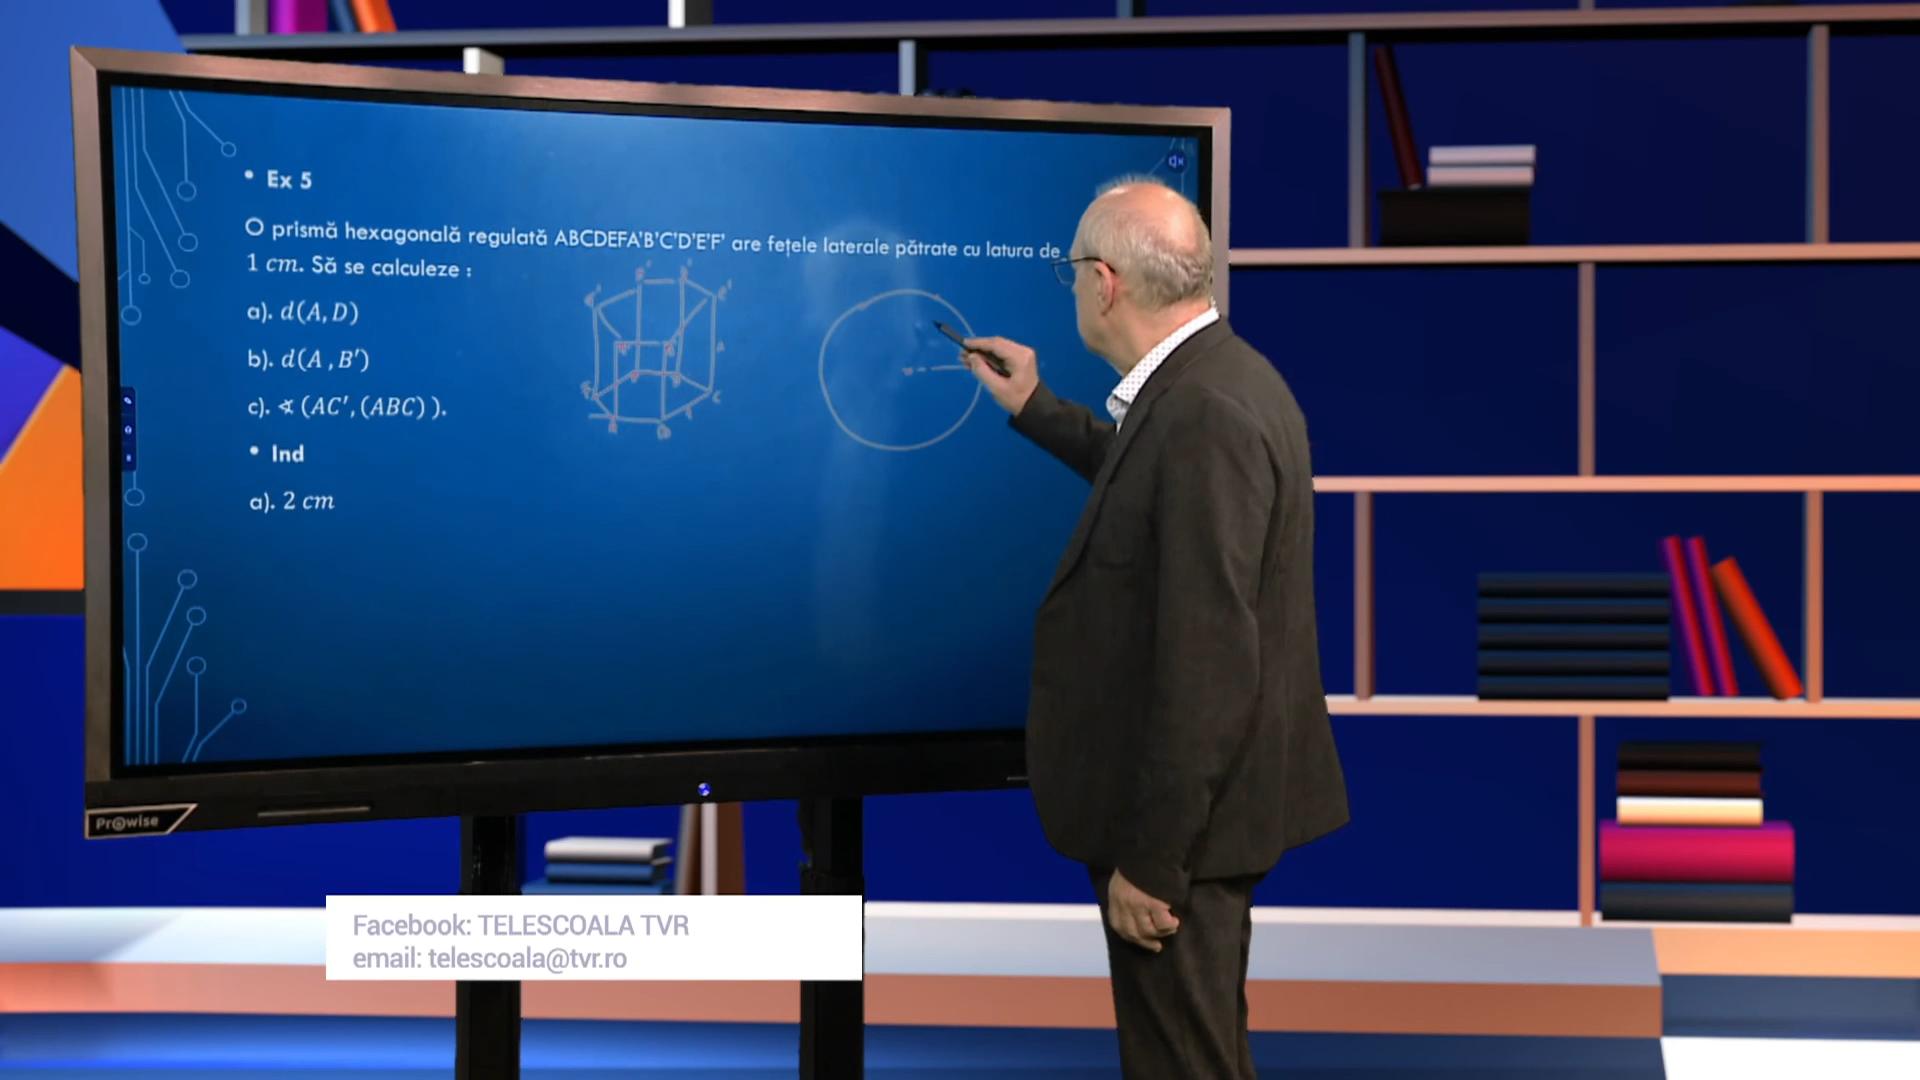 • Ex 5
O prismă hexagonală regulată ABCDEFA'B'C'D'E'F' are fețele laterale pătrate cu latura de
1 cm. Să se calculeze :
a). d(A, D)
b). d(A , B′)
c). ∢ (AC′, (ABC) ).
• Ind
a). 2 cm
Prowise
Facebook: TELESCOALA TVR
email: telescoala@tvr.ro